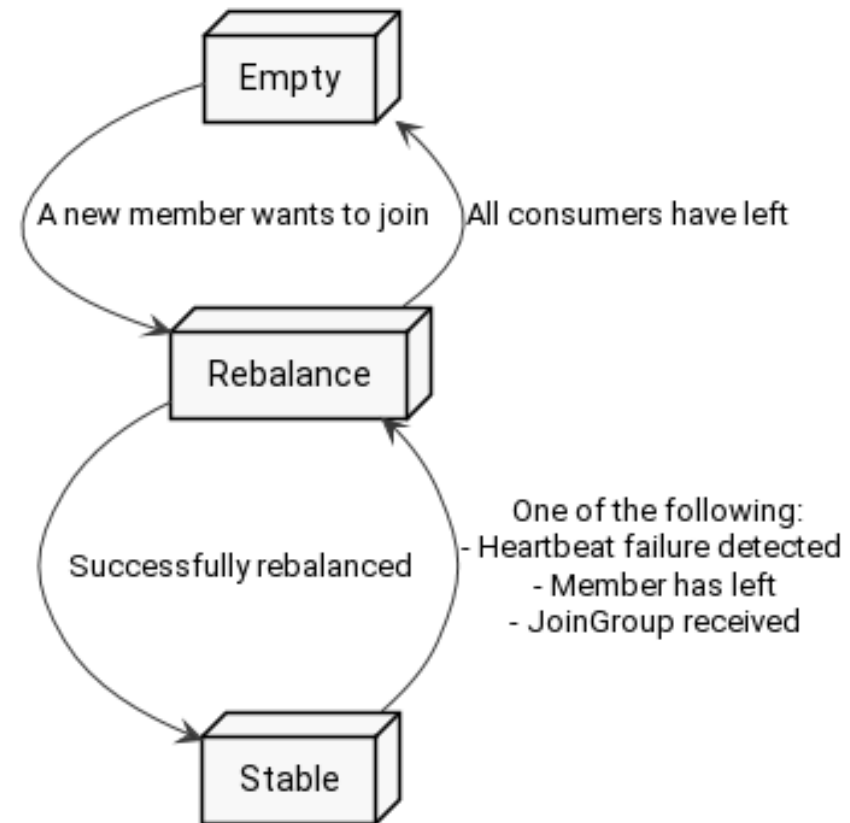 Empty
A new member wants to join
All consumers have left
Rebalance
One of the following:
- Heartbeat failure detected
- Member has left
- JoinGroup received
Successfully rebalanced
Stable